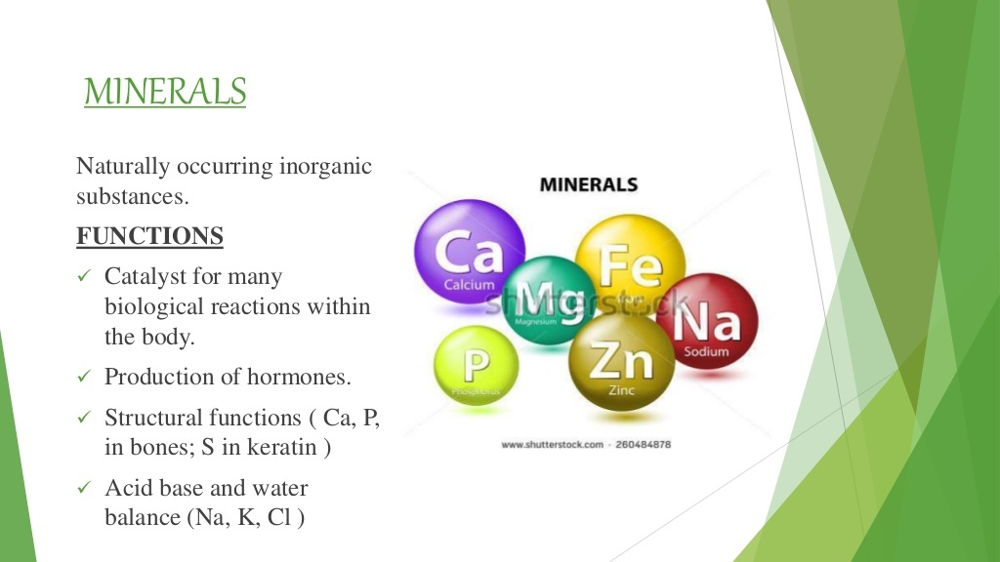 MINERALS
Naturally occurring inorganic
substances.
FUNCTIONS
✓ Catalyst for many
biological reactions within
the body.
✓ Production of hormones.
✓ Structural functions ( Ca, P,
in bones; S in keratin )
✓ Acid base and water
balance (Na, K, Cl )
MINERALS
Ca
Calcium
Fe
Iron
Mg
Magnesium
shutterstock
Na
Sodium
P
Phosphorus
Zn
Zinc
www.shutterstock.com · 260484878